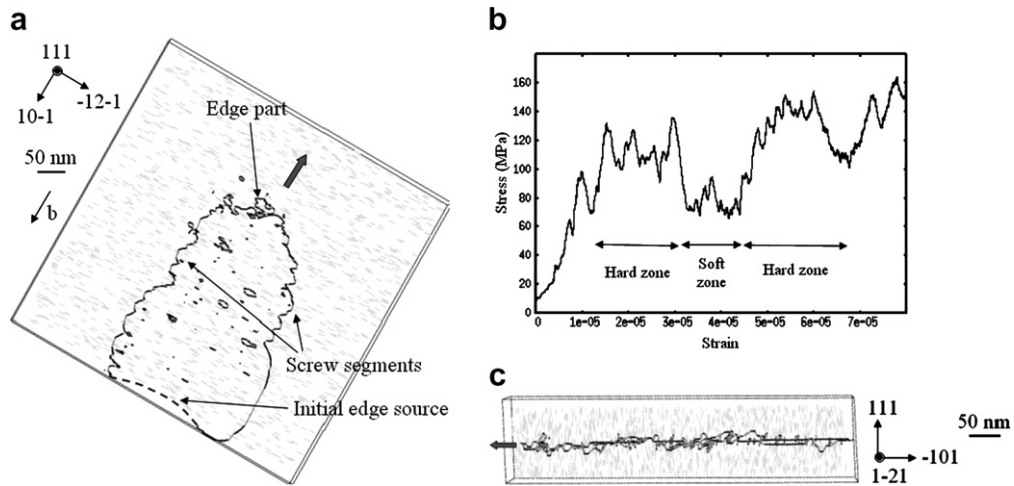 a
111
10-1
-12-1
50 nm
b
Edge part
Screw segments
Initial edge source
b
Stress (MPa)
160
140
120
100
80
60
40
20
0
Hard zone
Soft
zone
Hard zone
0
1e-05
2e-05
3e-05
4e-05
5e-05
6e-05
7e-05
Strain
c
111
-101
1-21
50 nm